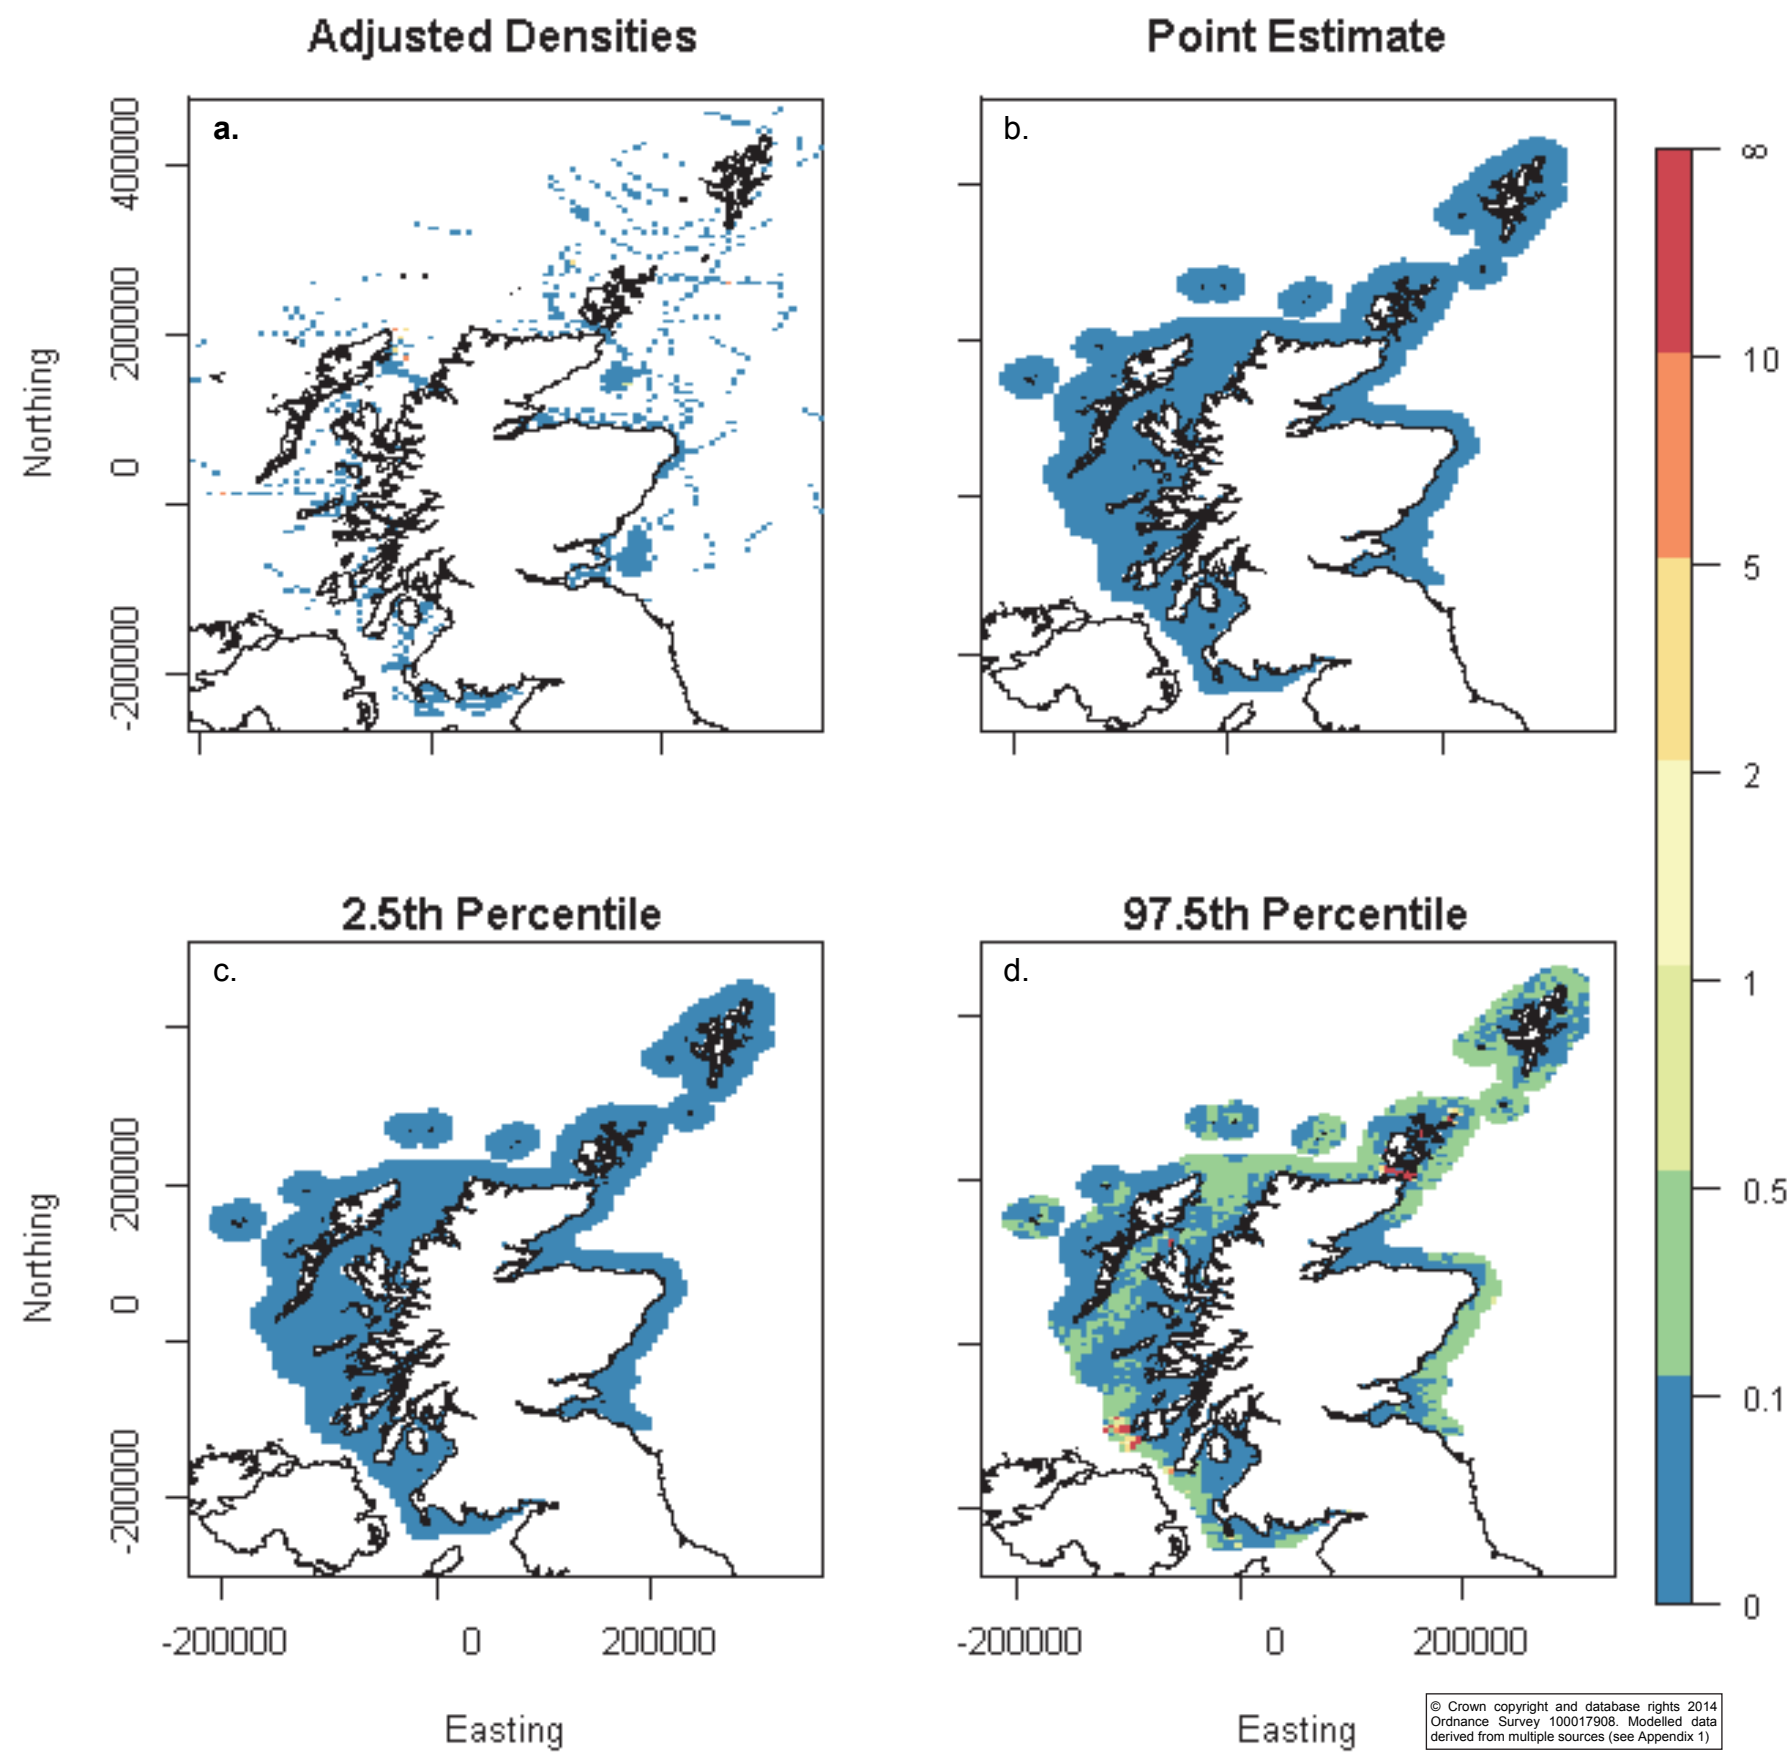 Adjusted Densities
Point Estimate
a.
b.
Northing
400000
200000
0
-200000
2.5th Percentile
97.5th Percentile
c.
d.
Northing
200000
0
-200000
-200000
0
200000
Easting
-200000
0
200000
Easting
∞
10
5
2
1
0.5
0.1
0
© Crown copyright and database rights 2014
Ordnance Survey 100017908. Modelled data
derived from multiple sources (see Appendix 1)